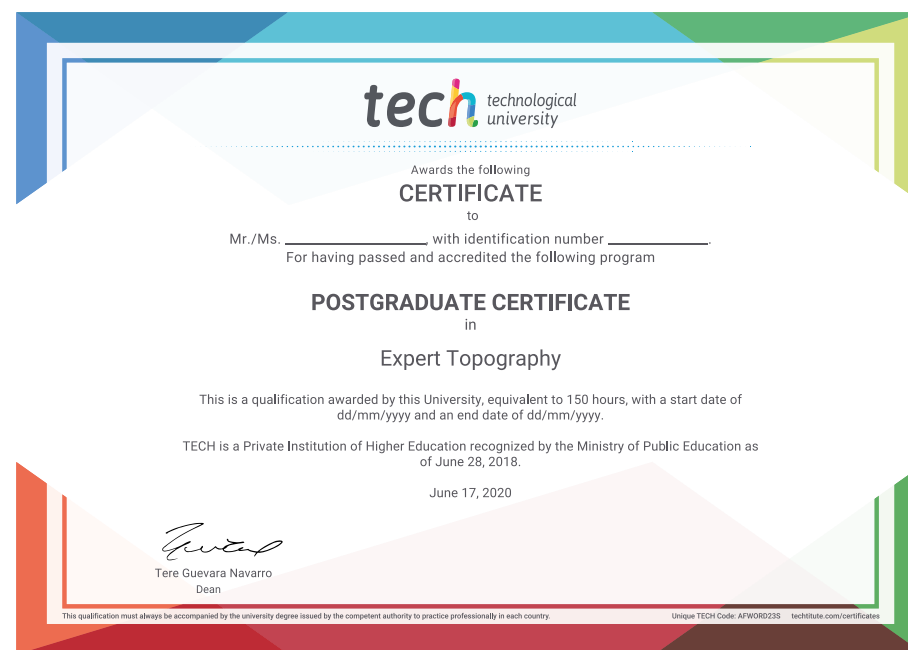 tech technological
university
Awards the following
CERTIFICATE
to
Mr./Ms. ____________________, with identification number ______________.
For having passed and accredited the following program
POSTGRADUATE CERTIFICATE
in
Expert Topography
This is a qualification awarded by this University, equivalent to 150 hours, with a start date of
dd/mm/yyyy and an end date of dd/mm/yyyy.
TECH is a Private Institution of Higher Education recognized by the Ministry of Public Education as
of June 28, 2018.
June 17, 2020
Tere Guevara Navarro
Dean
This qualification must always be accompanied by the university degree issued by the competent authority to practice professionally in each country.
Unique TECH Code: AFWORD23S techtitute.com/certificates